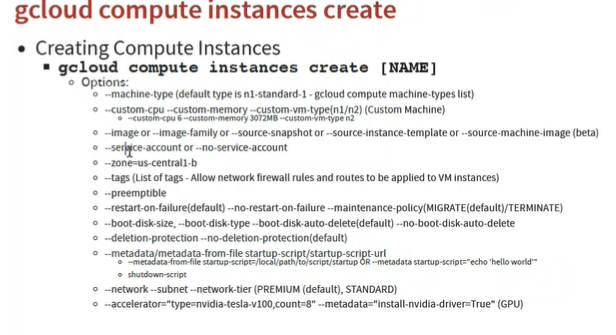 gcloud compute instances create
Creating Compute Instances
gcloud compute instances create [NAME]
Options:
--machine-type (default type is n1-standard-1 - gcloud compute machine-types list)
--custom-cpu --custom-memory --custom-vm-type(n1/n2) (Custom Machine)
--custom-cpu 6 --custom-memory 3072MB --custom-vm-type n2
--image or --image-family or --source-snapshot or --source-instance-template or --source-machine-image (beta)
--service-account or --no-service-account
--zone=us-central1-b
--tags (List of tags - Allow network firewall rules and routes to be applied to VM instances)
--preemptible
--restart-on-failure(default) --no-restart-on-failure --maintenance-policy(MIGRATE(default)/TERMINATE)
--boot-disk-size, --boot-disk-type --boot-disk-auto-delete(default) --no-boot-disk-auto-delete
--deletion-protection --no-deletion-protection(default)
--metadata/metadata-from-file startup-script/startup-script-url
--metadata-from-file startup-script=/local/path/to/script/startup OR --metadata startup-script="echo 'hello world'"
shutdown-script
--network --subnet --network-tier (PREMIUM (default), STANDARD)
--accelerator="type=nvidia-tesla-v100,count=8" --metadata="install-nvidia-driver=True" (GPU)